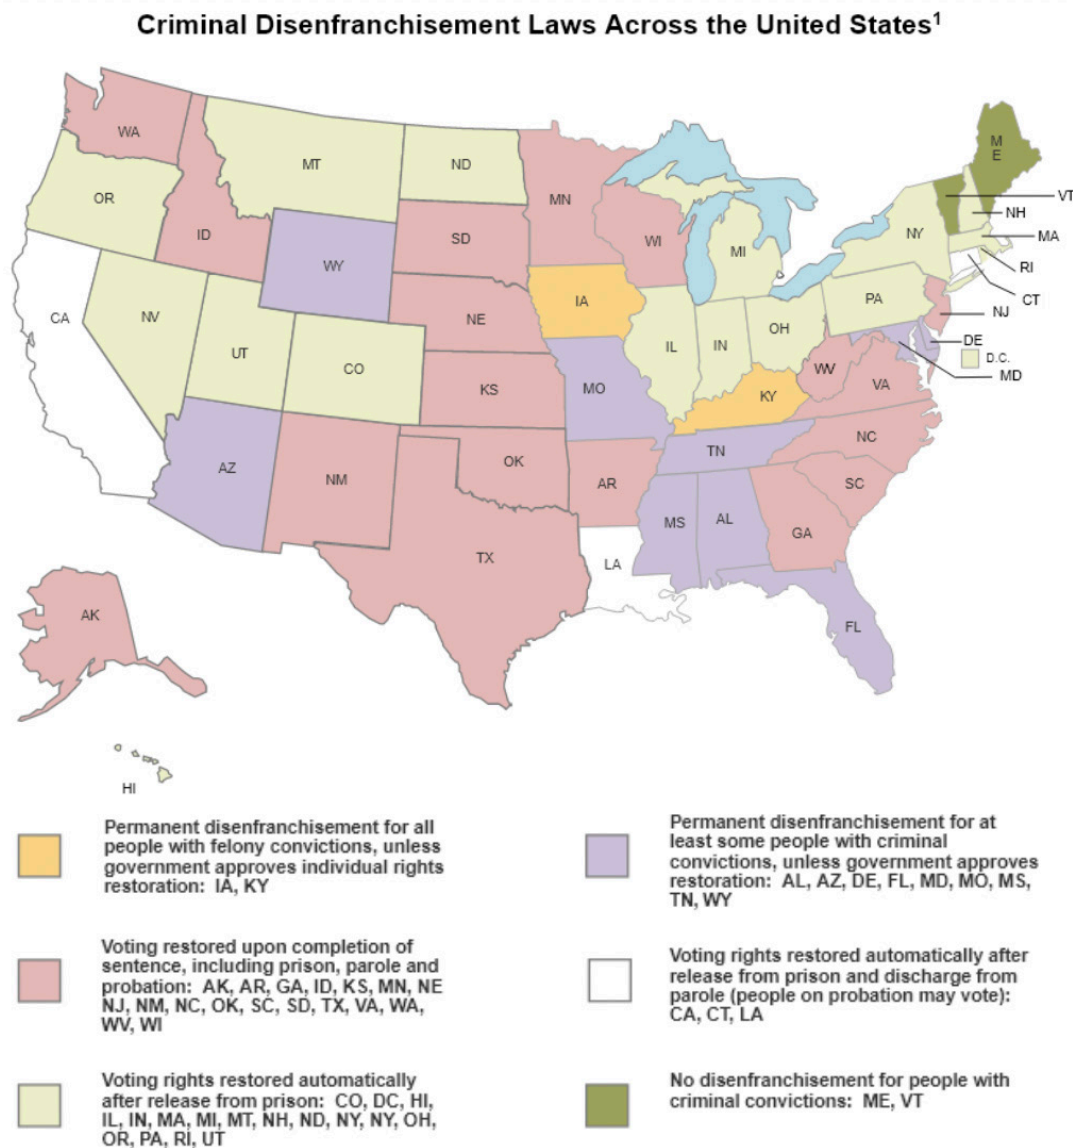 Criminal Disenfranchisement Laws Across the United States¹
WA
MT
ND
MN
M
E
VT
OR
ID
SD
WI
NH
NY
MA
WY
MI
RI
CT
CA
NV
IA
NE
PA
NJ
UT
CO
IL
IN
OH
DE
D.C.
MD
KS
MO
WV
VA
KY
AZ
NM
OK
AR
TN
NC
SC
MS
AL
GA
TX
LA
AK
FL
HI
Permanent disenfranchisement for all
people with felony convictions, unless
government approves individual rights
restoration: IA, KY
Permanent disenfranchisement for at
least some people with criminal
convictions, unless government approves
restoration: AL, AZ, DE, FL, MD, MO, MS,
TN, WY
Voting restored upon completion of
sentence, including prison, parole and
probation: AK, AR, GA, ID, KS, MN, NE
NJ, NM, NC, OK, SC, SD, TX, VA, WA,
WV, WI
Voting rights restored automatically after
release from prison and discharge from
parole (people on probation may vote):
CA, CT, LA
Voting rights restored automatically
after release from prison: CO, DC, HI,
IL, IN, MA, MI, MT, NH, ND, NY, NY, OH,
OR, PA, RI, UT
No disenfranchisement for people with
criminal convictions: ME, VT